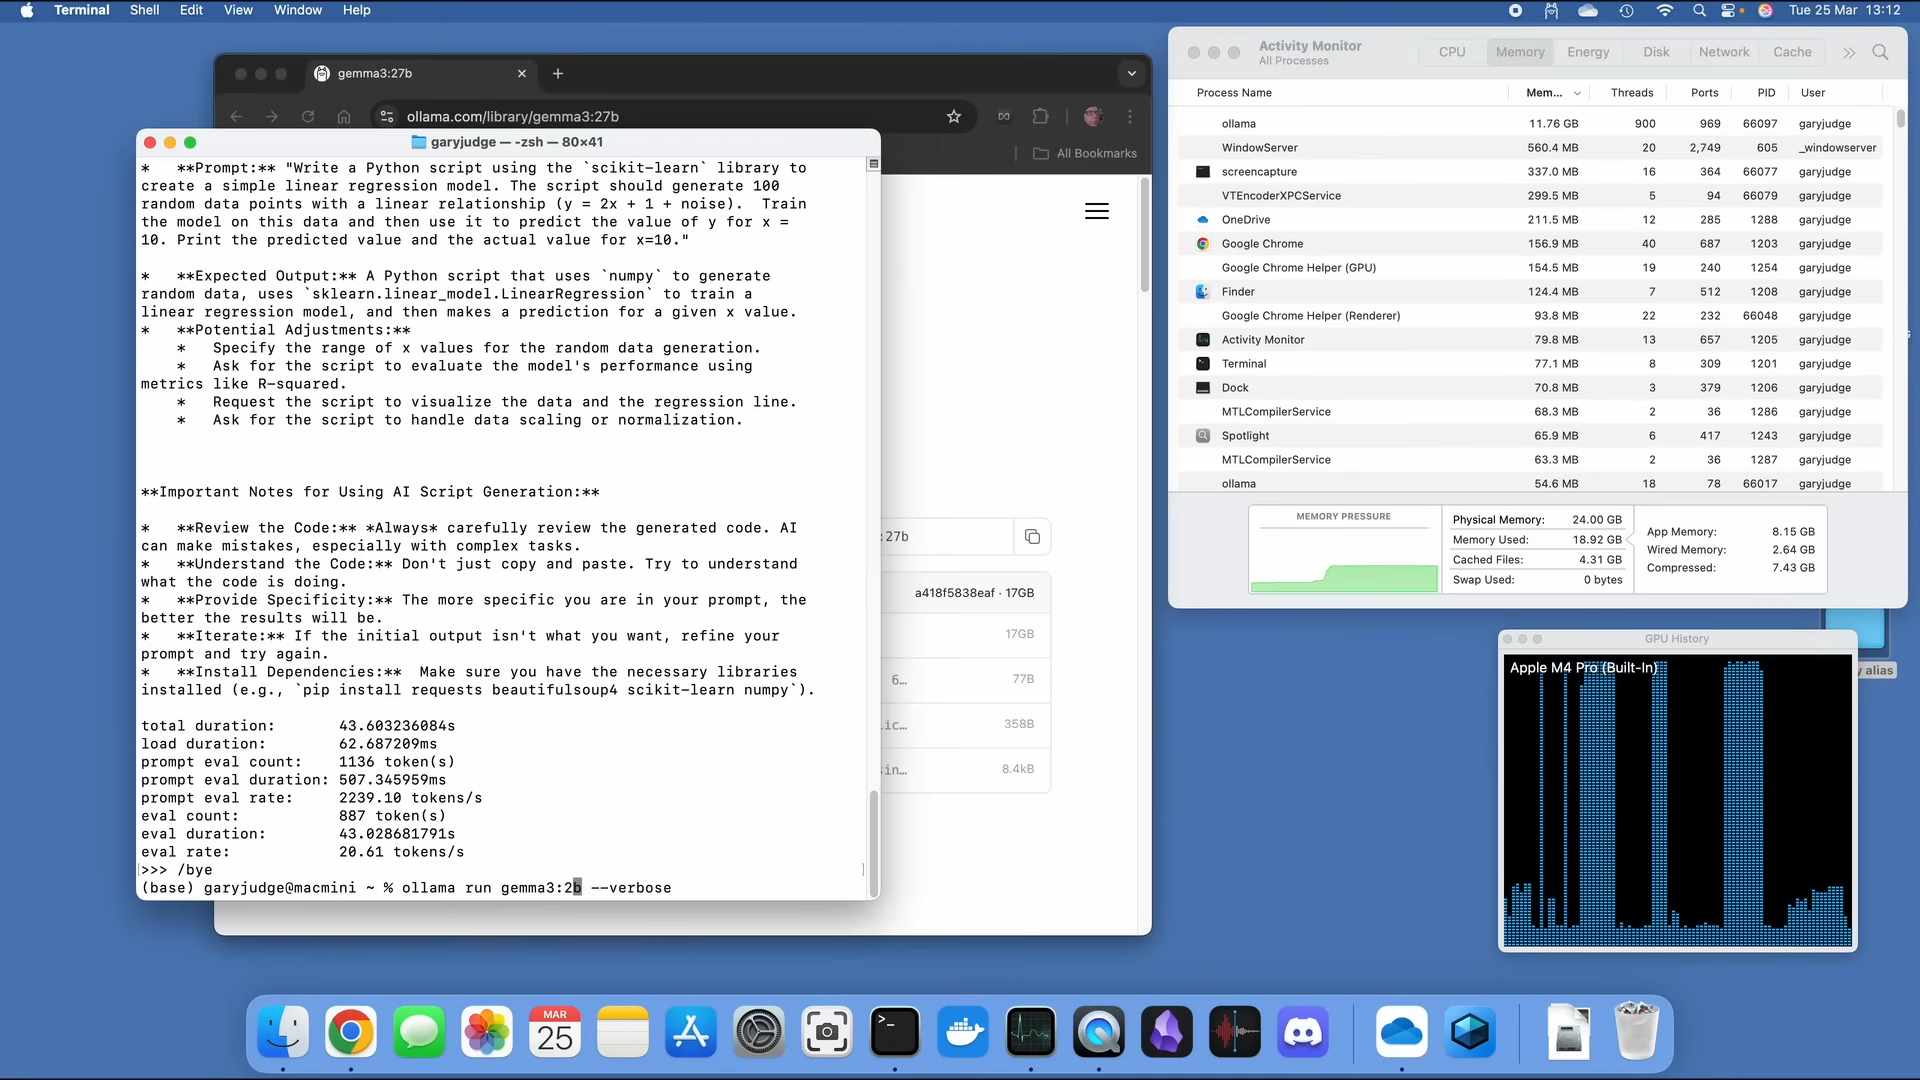 Terminal Shell Edit View Window Help
Tue 25 Mar 13:12
gemma3:27b
ollama.com/library/gemma3:27b
All Bookmarks
garyjudge — -zsh — 80×41
*   **Prompt:** "Write a Python script using the `scikit-learn` library to
create a simple linear regression model. The script should generate 100
random data points with a linear relationship (y = 2x + 1 + noise).  Train
the model on this data and then use it to predict the value of y for x =
10. Print the predicted value and the actual value for x=10."
*   **Expected Output:** A Python script that uses `numpy` to generate
random data, uses `sklearn.linear_model.LinearRegression` to train a
linear regression model, and then makes a prediction for a given x value.
*   **Potential Adjustments:**
    *   Specify the range of x values for the random data generation.
    *   Ask for the script to evaluate the model's performance using
metrics like R-squared.
    *   Request the script to visualize the data and the regression line.
    *   Ask for the script to handle data scaling or normalization.
**Important Notes for Using AI Script Generation:**
*   **Review the Code:** *Always* carefully review the generated code. AI
can make mistakes, especially with complex tasks.
*   **Understand the Code:** Don't just copy and paste. Try to understand
what the code is doing.
*   **Provide Specificity:** The more specific you are in your prompt, the
better the results will be.
*   **Iterate:** If the initial output isn't what you want, refine your
prompt and try again.
*   **Install Dependencies:**  Make sure you have the necessary libraries
installed (e.g., `pip install requests beautifulsoup4 scikit-learn numpy`).
total duration:       43.603236084s
load duration:        62.687209ms
prompt eval count:    1136 token(s)
prompt eval duration: 507.345959ms
prompt eval rate:     2239.10 tokens/s
eval count:           887 token(s)
eval duration:        43.028681791s
eval rate:            20.61 tokens/s
>>> /bye
(base) garyjudge@macmini ~ % ollama run gemma3:2b --verbose
:27b
a418f5838eaf · 17GB
17GB
6… 77B
ic… 358B
in… 8.4kB
Activity Monitor
All Processes
CPU Memory Energy Disk Network Cache
Process Name Mem... Threads Ports PID User
ollama 11.76 GB 900 969 66097 garyjudge
WindowServer 560.4 MB 20 2,749 605 _windowserver
screencapture 337.0 MB 16 364 66077 garyjudge
VTEncoderXPCService 299.5 MB 5 94 66079 garyjudge
OneDrive 211.5 MB 12 285 1288 garyjudge
Google Chrome 156.9 MB 40 687 1203 garyjudge
Google Chrome Helper (GPU) 154.5 MB 19 240 1254 garyjudge
Finder 124.4 MB 7 512 1208 garyjudge
Google Chrome Helper (Renderer) 93.8 MB 22 232 66048 garyjudge
Activity Monitor 79.8 MB 13 657 1205 garyjudge
Terminal 77.1 MB 8 309 1201 garyjudge
Dock 70.8 MB 3 379 1206 garyjudge
MTLCompilerService 68.3 MB 2 36 1286 garyjudge
Spotlight 65.9 MB 6 417 1243 garyjudge
MTLCompilerService 63.3 MB 2 36 1287 garyjudge
ollama 54.6 MB 18 78 66017 garyjudge
MEMORY PRESSURE
Physical Memory: 24.00 GB
Memory Used: 18.92 GB
Cached Files: 4.31 GB
Swap Used: 0 bytes
App Memory: 8.15 GB
Wired Memory: 2.64 GB
Compressed: 7.43 GB
GPU History
Apple M4 Pro (Built-In)
y alias
MAR
25